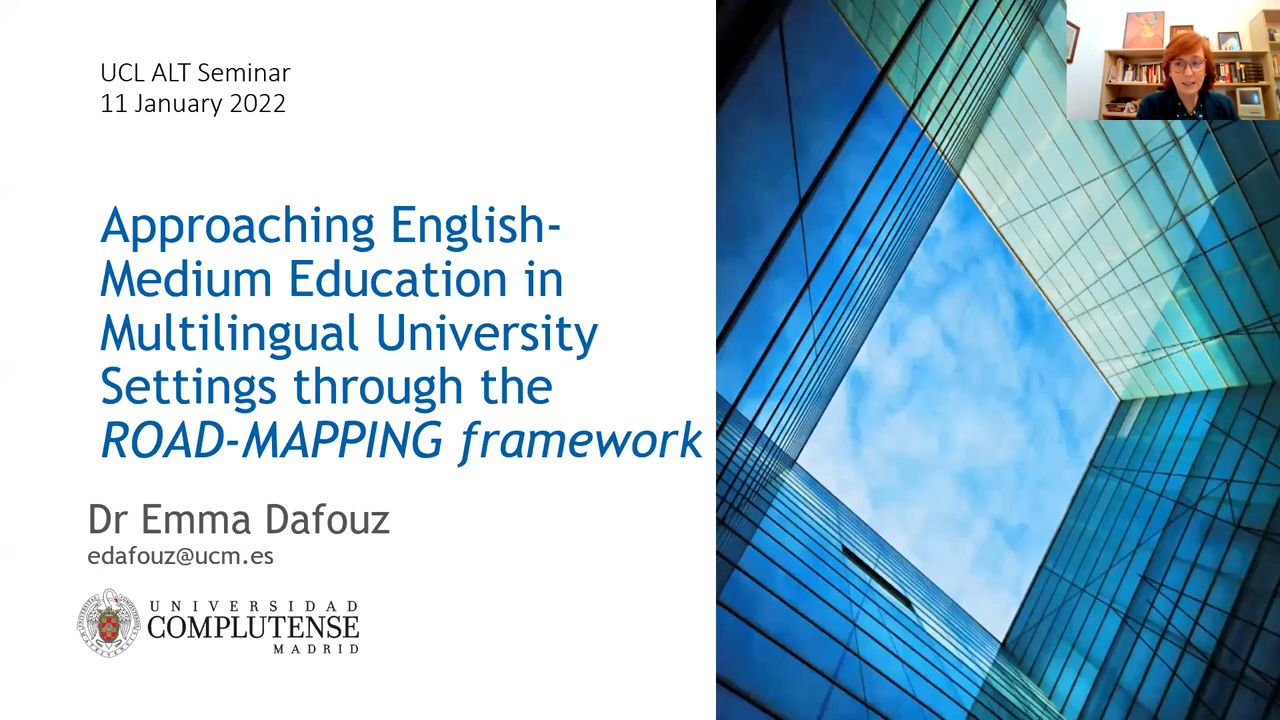 UCL ALT Seminar
11 January 2022
Approaching English-
Medium Education in
Multilingual University
Settings through the
ROAD-MAPPING framework
Dr Emma Dafouz
edafouz@ucm.es
UNIVERSIDAD
COMPLUTENSE
MADRID